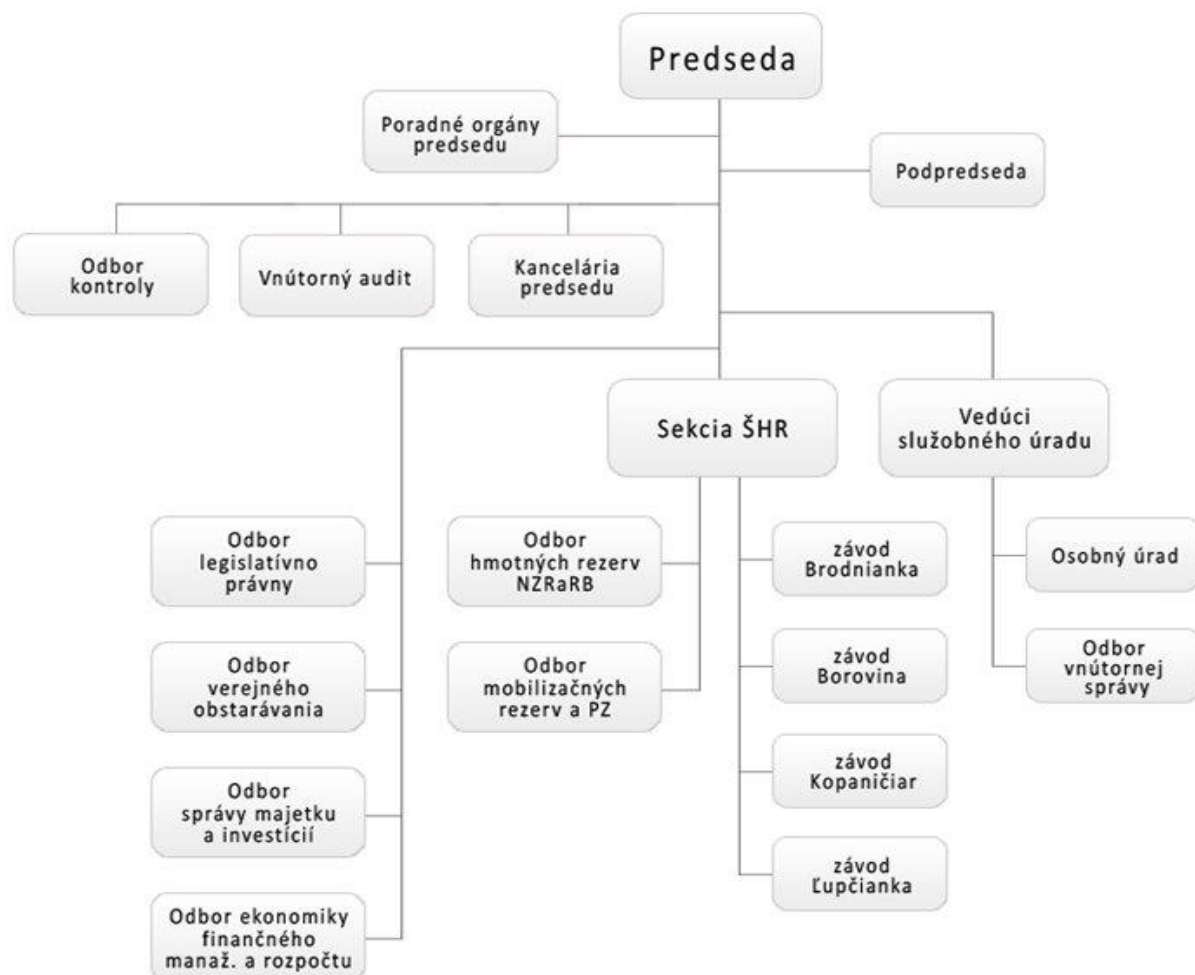 Predseda
Poradné orgány
predsedu
Podpredseda
Odbor
kontroly
Vnútorný audit
Kancelária
predsedu
Sekcia ŠHR
Vedúci
služobného úradu
Odbor
legislatívno
právny
Odbor
verejného
obstarávania
Odbor
správy majetku
a investícií
Odbor ekonomiky
finančného
manaž. a rozpočtu
Odbor
hmotných rezerv
NZRaRB
Odbor
mobilizačných
rezerv a PZ
závod
Brodnianka
závod
Borovina
závod
Kopaničiar
závod
Ľupčianka
Osobný úrad
Odbor
vnútornej
správy